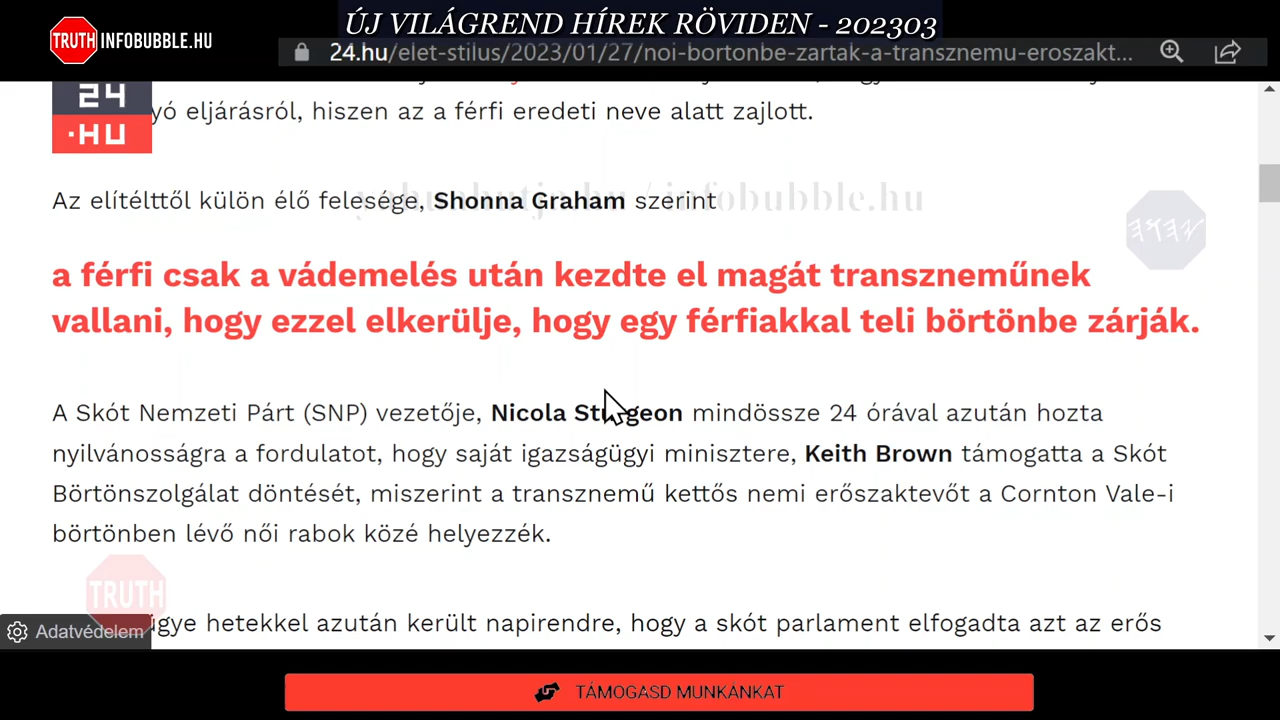 ÚJ VILÁGREND HÍREK RÖVIDEN - 202303
TRUTH INFOBUBBLE.HU
24.hu/elet-stilus/2023/01/27/noi-bortonbe-zartak-a-transznemu-eroszakt...
24
.HU
yó eljárásról, hiszen az a férfi eredeti neve alatt zajlott.
Az elítélttől külön élő felesége, Shonna Graham szerint
yahuahutja.hu / infobubble.hu
a férfi csak a vádemelés után kezdte el magát transzneműnek
vallani, hogy ezzel elkerülje, hogy egy férfiakkal teli börtönbe zárják.
A Skót Nemzeti Párt (SNP) vezetője, Nicola Sturgeon mindössze 24 órával azután hozta
nyilvánosságra a fordulatot, hogy saját igazságügyi minisztere, Keith Brown támogatta a Skót
Börtönszolgálat döntését, miszerint a transznemű kettős nemi erőszaktevőt a Cornton Vale-i
börtönben lévő női rabok közé helyezzék.
TRUTH
Adatvédelem
ügye hetekkel azután került napirendre, hogy a skót parlament elfogadta azt az erős
TÁMOGASD MUNKÁNKAT